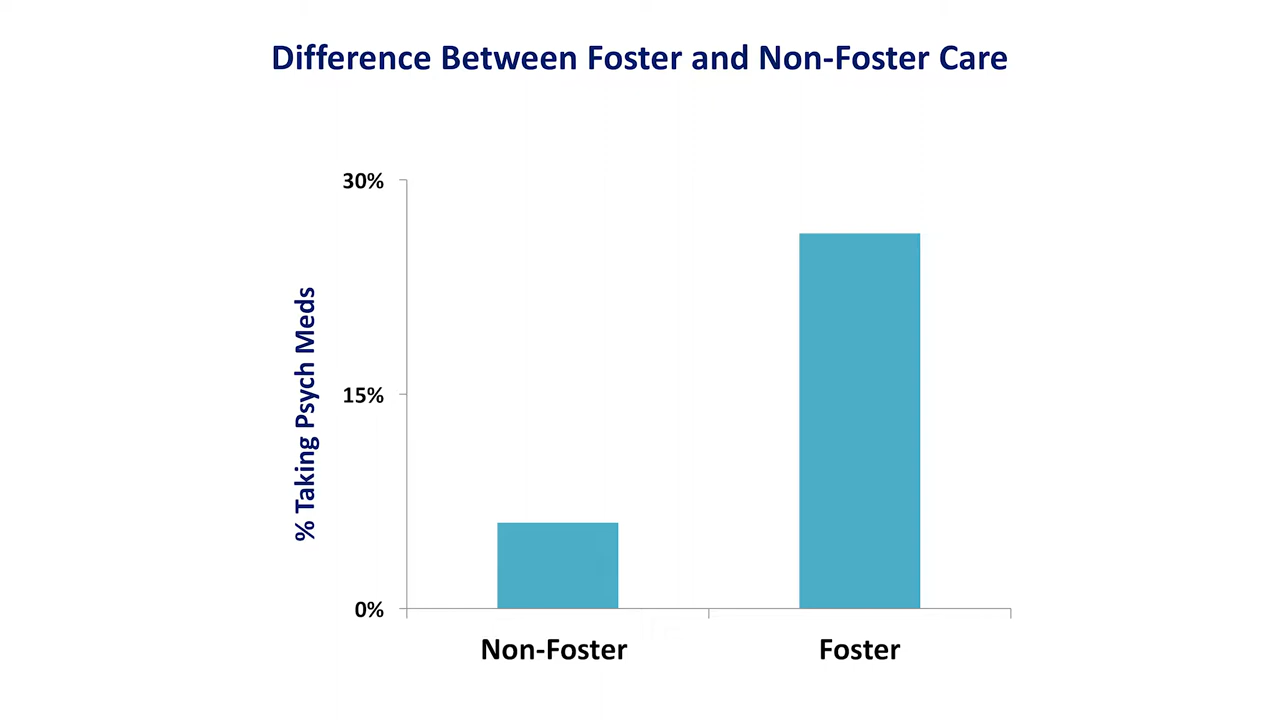 Difference Between Foster and Non-Foster Care
30%
15%
0%
% Taking Psych Meds
Non-Foster
Foster